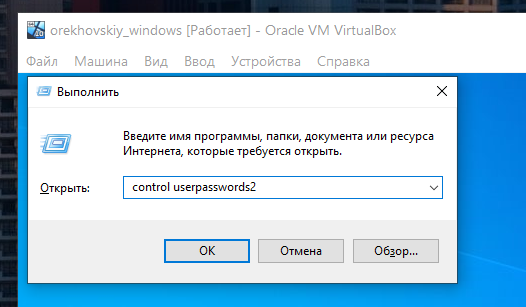 orekhovskiy_windows [Работает] - Oracle VM VirtualBox
Файл Машина Вид Ввод Устройства Справка
Выполнить
Введите имя программы, папки, документа или ресурса
Интернета, которые требуется открыть.
Открыть: control userpasswords2
ОК Отмена Обзор...